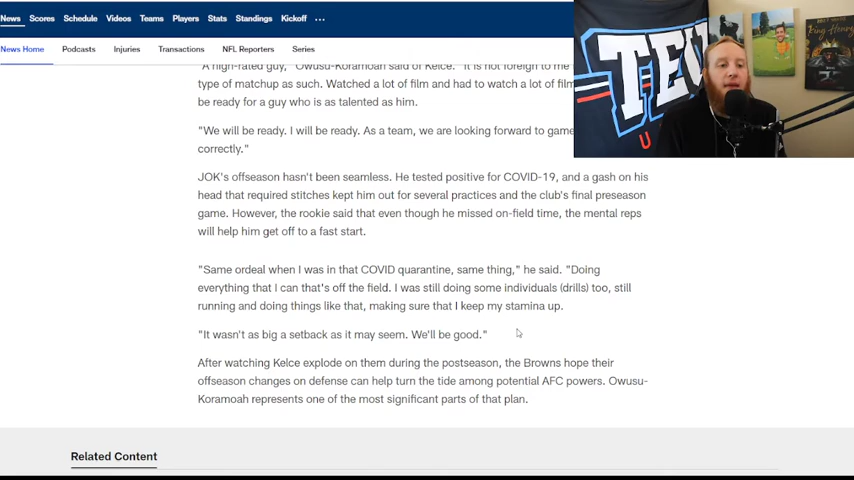 News Scores Schedule Videos Teams Players Stats Standings Kickoff ...
News Home Podcasts Injuries Transactions NFL Reporters Series
"A high-rated guy," Owusu-Koramoah said of Kelce. "It is not foreign to me
type of matchup as such. Watched a lot of film and had to watch a lot of film
be ready for a guy who is as talented as him.
"We will be ready. I will be ready. As a team, we are looking forward to game
correctly."
JOK's offseason hasn't been seamless. He tested positive for COVID-19, and a gash on his
head that required stitches kept him out for several practices and the club's final preseason
game. However, the rookie said that even though he missed on-field time, the mental reps
will help him get off to a fast start.
"Same ordeal when I was in that COVID quarantine, same thing," he said. "Doing
everything that I can that's off the field. I was still doing some individuals (drills) too, still
running and doing things like that, making sure that I keep my stamina up.
"It wasn't as big a setback as it may seem. We'll be good."
After watching Kelce explode on them during the postseason, the Browns hope their
offseason changes on defense can help turn the tide among potential AFC powers. Owusu-
Koramoah represents one of the most significant parts of that plan.
Related Content